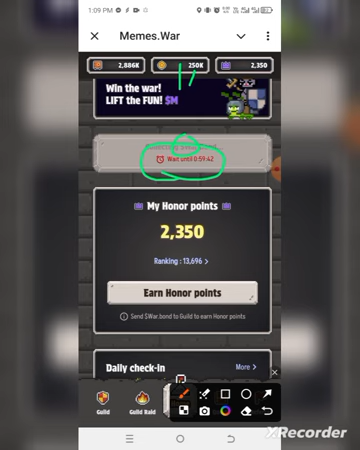 1:09 PM
Memes.War
2,886K 250K 2,350
Win the war!
LIFT the FUN! $M
Wait until 0:59:42
My Honor points
2,350
Ranking : 13,696 >
Earn Honor points
Send $War.bond to Guild to earn Honor points
Daily check-in More >
Guild Guild Raid
XRecorder